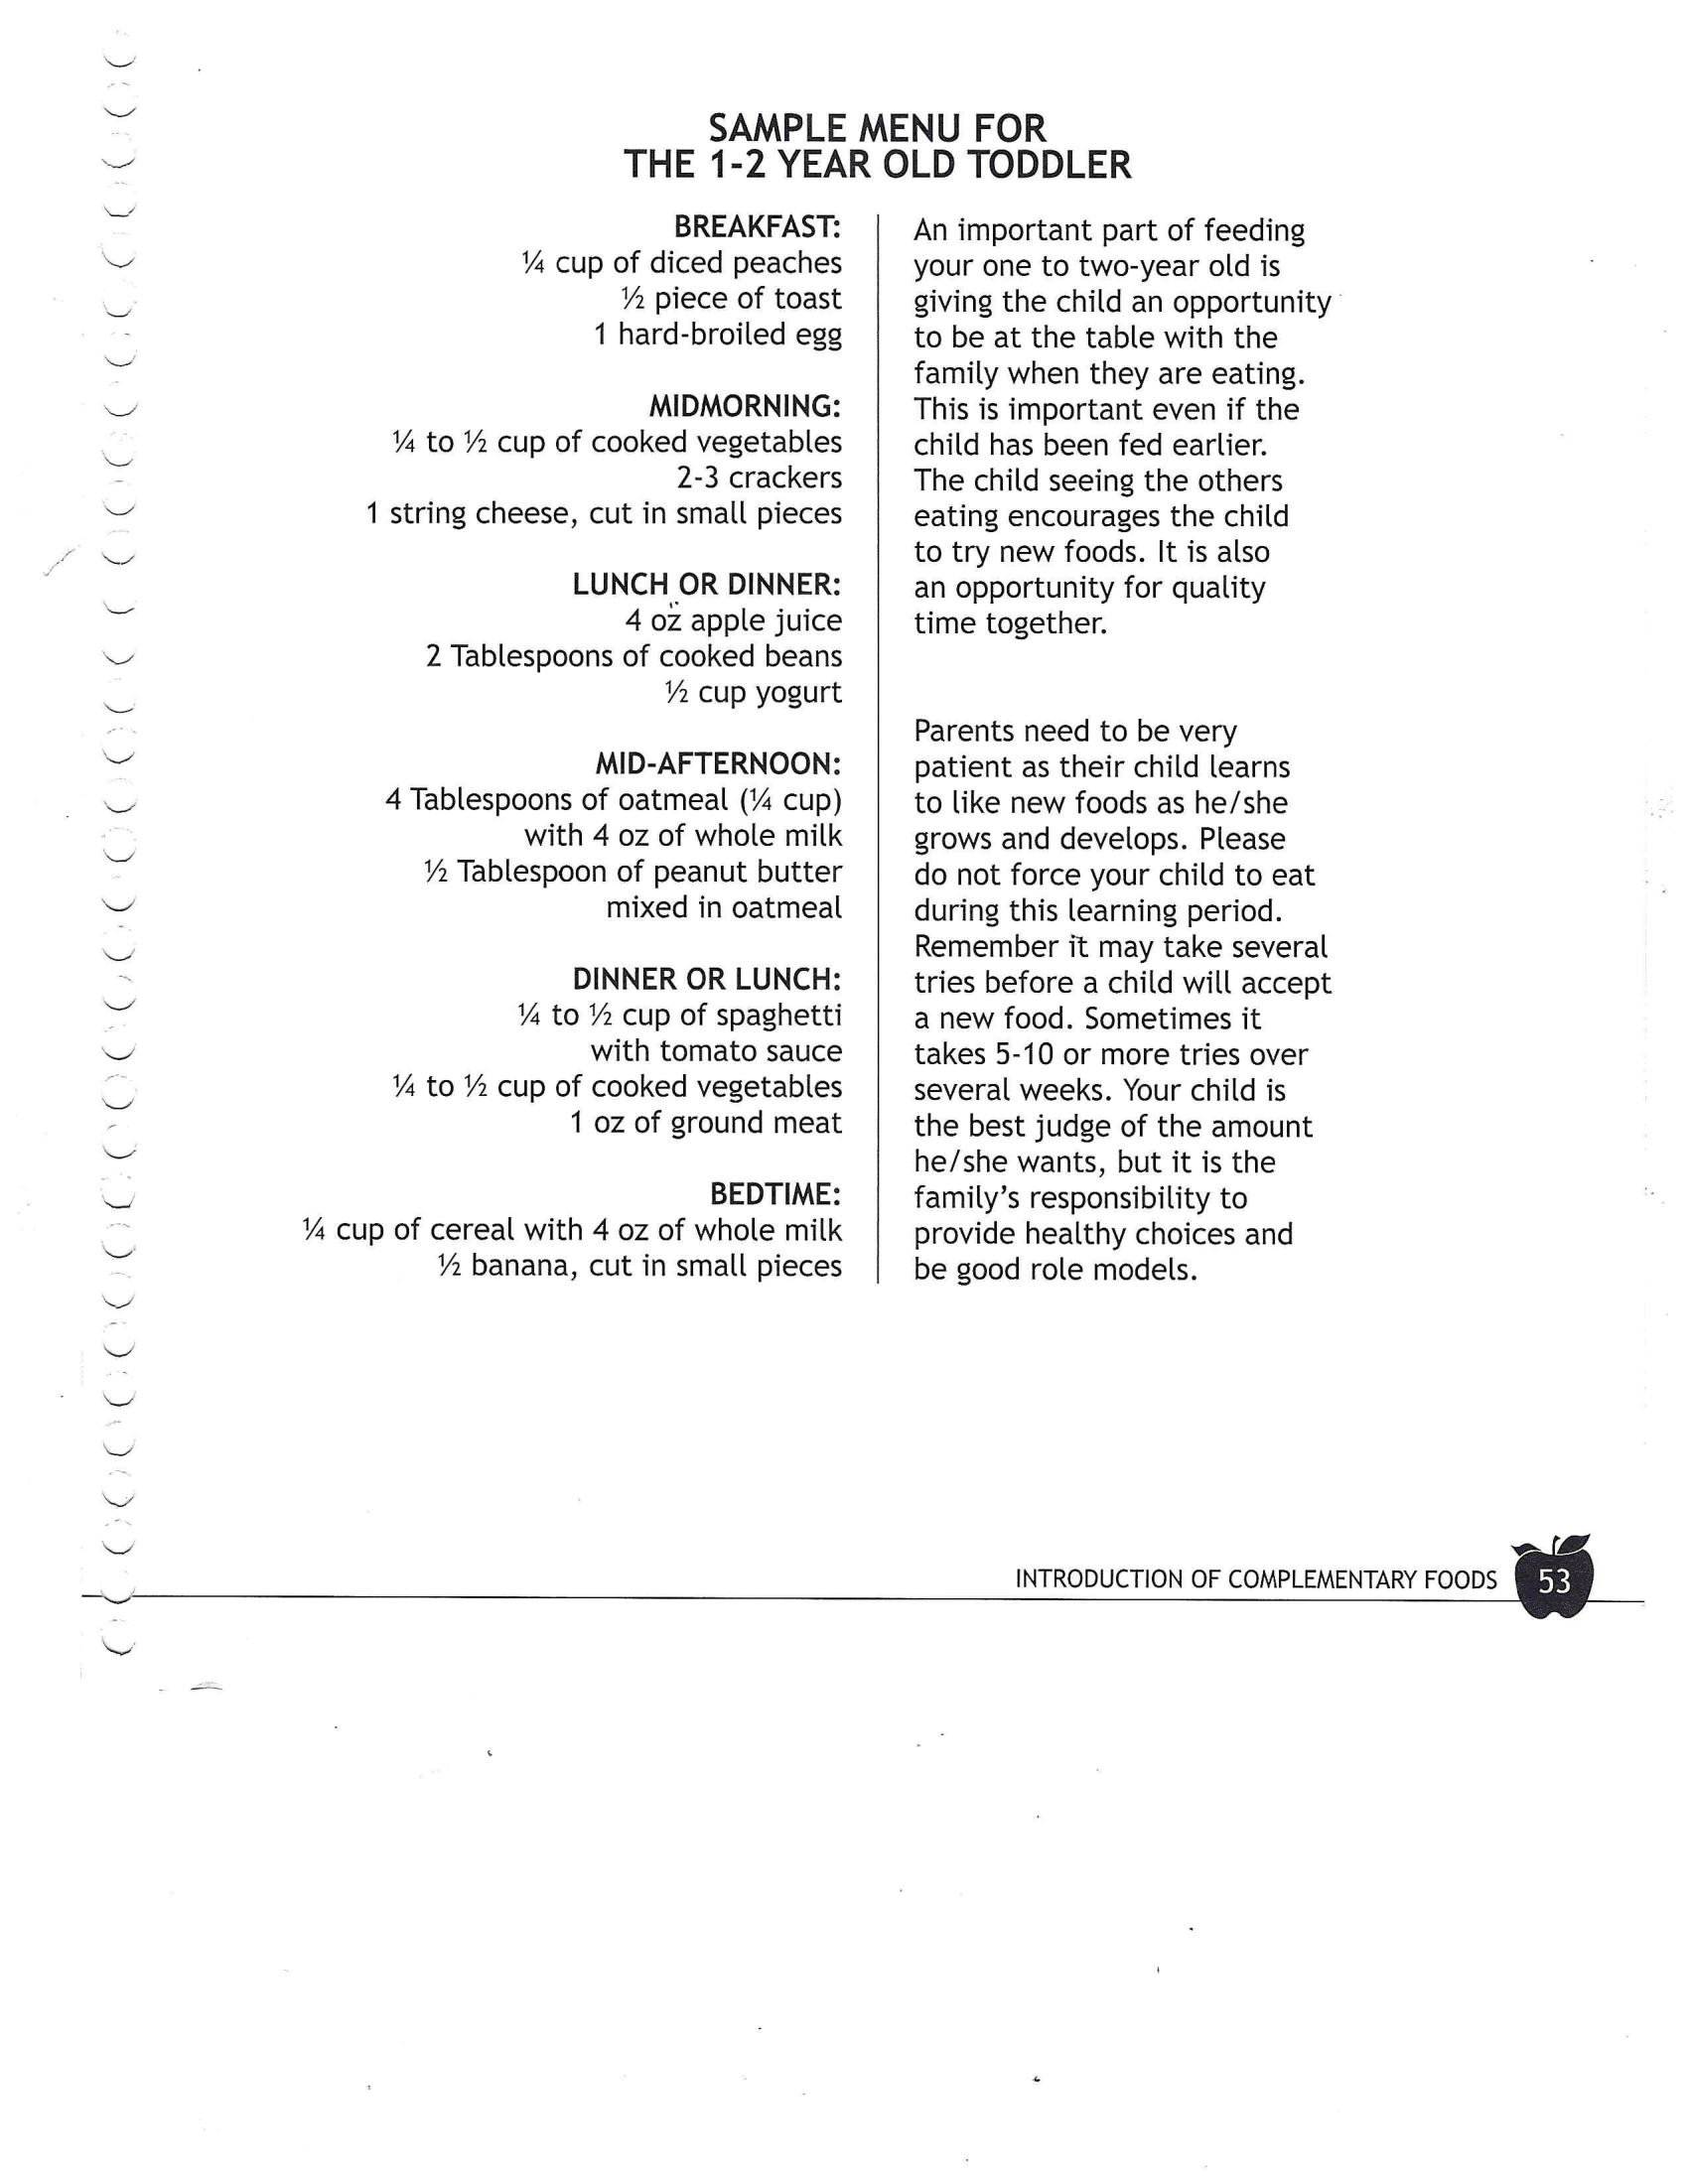 SAMPLE MENU FOR
THE 1-2 YEAR OLD TODDLER
BREAKFAST:
¼ cup of diced peaches
½ piece of toast
1 hard-broiled egg
MIDMORNING:
¼ to ½ cup of cooked vegetables
2-3 crackers
1 string cheese, cut in small pieces
LUNCH OR DINNER:
4 oz apple juice
2 Tablespoons of cooked beans
½ cup yogurt
MID-AFTERNOON:
4 Tablespoons of oatmeal (¼ cup)
with 4 oz of whole milk
½ Tablespoon of peanut butter
mixed in oatmeal
DINNER OR LUNCH:
¼ to ½ cup of spaghetti
with tomato sauce
¼ to ½ cup of cooked vegetables
1 oz of ground meat
BEDTIME:
¼ cup of cereal with 4 oz of whole milk
½ banana, cut in small pieces
An important part of feeding
your one to two-year old is
giving the child an opportunity
to be at the table with the
family when they are eating.
This is important even if the
child has been fed earlier.
The child seeing the others
eating encourages the child
to try new foods. It is also
an opportunity for quality
time together.
Parents need to be very
patient as their child learns
to like new foods as he/she
grows and develops. Please
do not force your child to eat
during this learning period.
Remember it may take several
tries before a child will accept
a new food. Sometimes it
takes 5-10 or more tries over
several weeks. Your child is
the best judge of the amount
he/she wants, but it is the
family's responsibility to
provide healthy choices and
be good role models.
INTRODUCTION OF COMPLEMENTARY FOODS 53